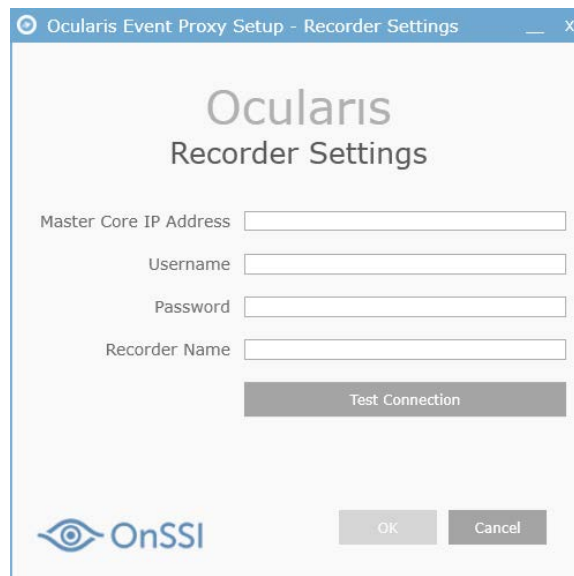 Ocularis Event Proxy Setup - Recorder Settings
Ocularis
Recorder Settings
Master Core IP Address
Username
Password
Recorder Name
Test Connection
OnSSI
OK
Cancel